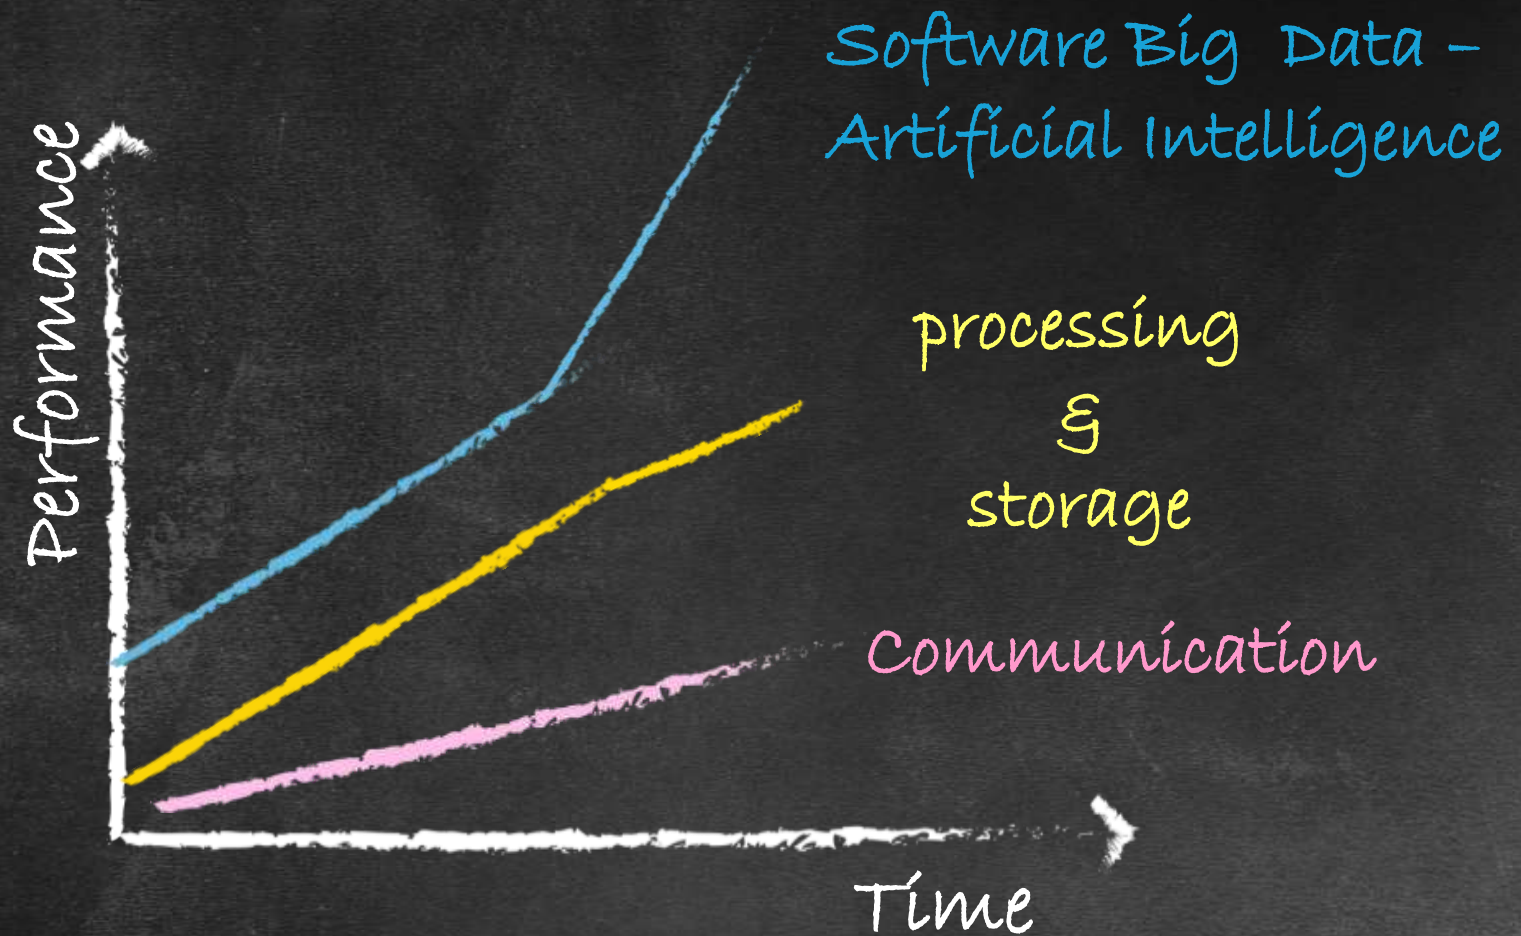 Software Big Data –
Artificial Intelligence
Performance
processing
&
storage
Communication
Time